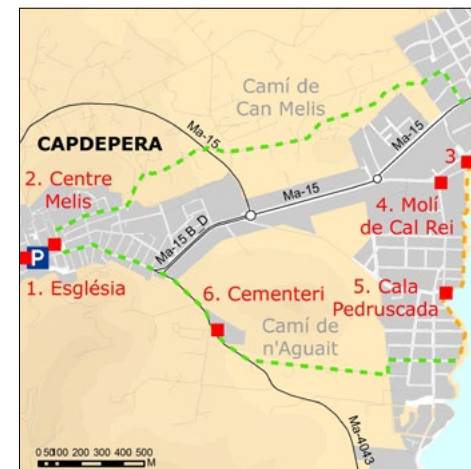 Camí de
Can Melis
Ma-15
CAPDEPERA
Ma-15
3
2. Centre
Melis
Ma-15
4. Molí
de Cal Rei
Ma-15 B_D
P
1. Església
5. Cala
Pedruscada
6. Cementeri
Camí de
n'Aguait
Ma-4043
0 50 100 200 300 400 500
M